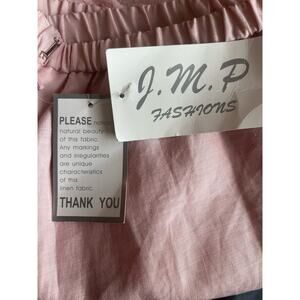 J.M.P
FASHIONS
PLEASE
natural beauty
of this fabric.
Any markings
and irregularities
are unique
characteristics
of this
linen fabric.
THANK YOU